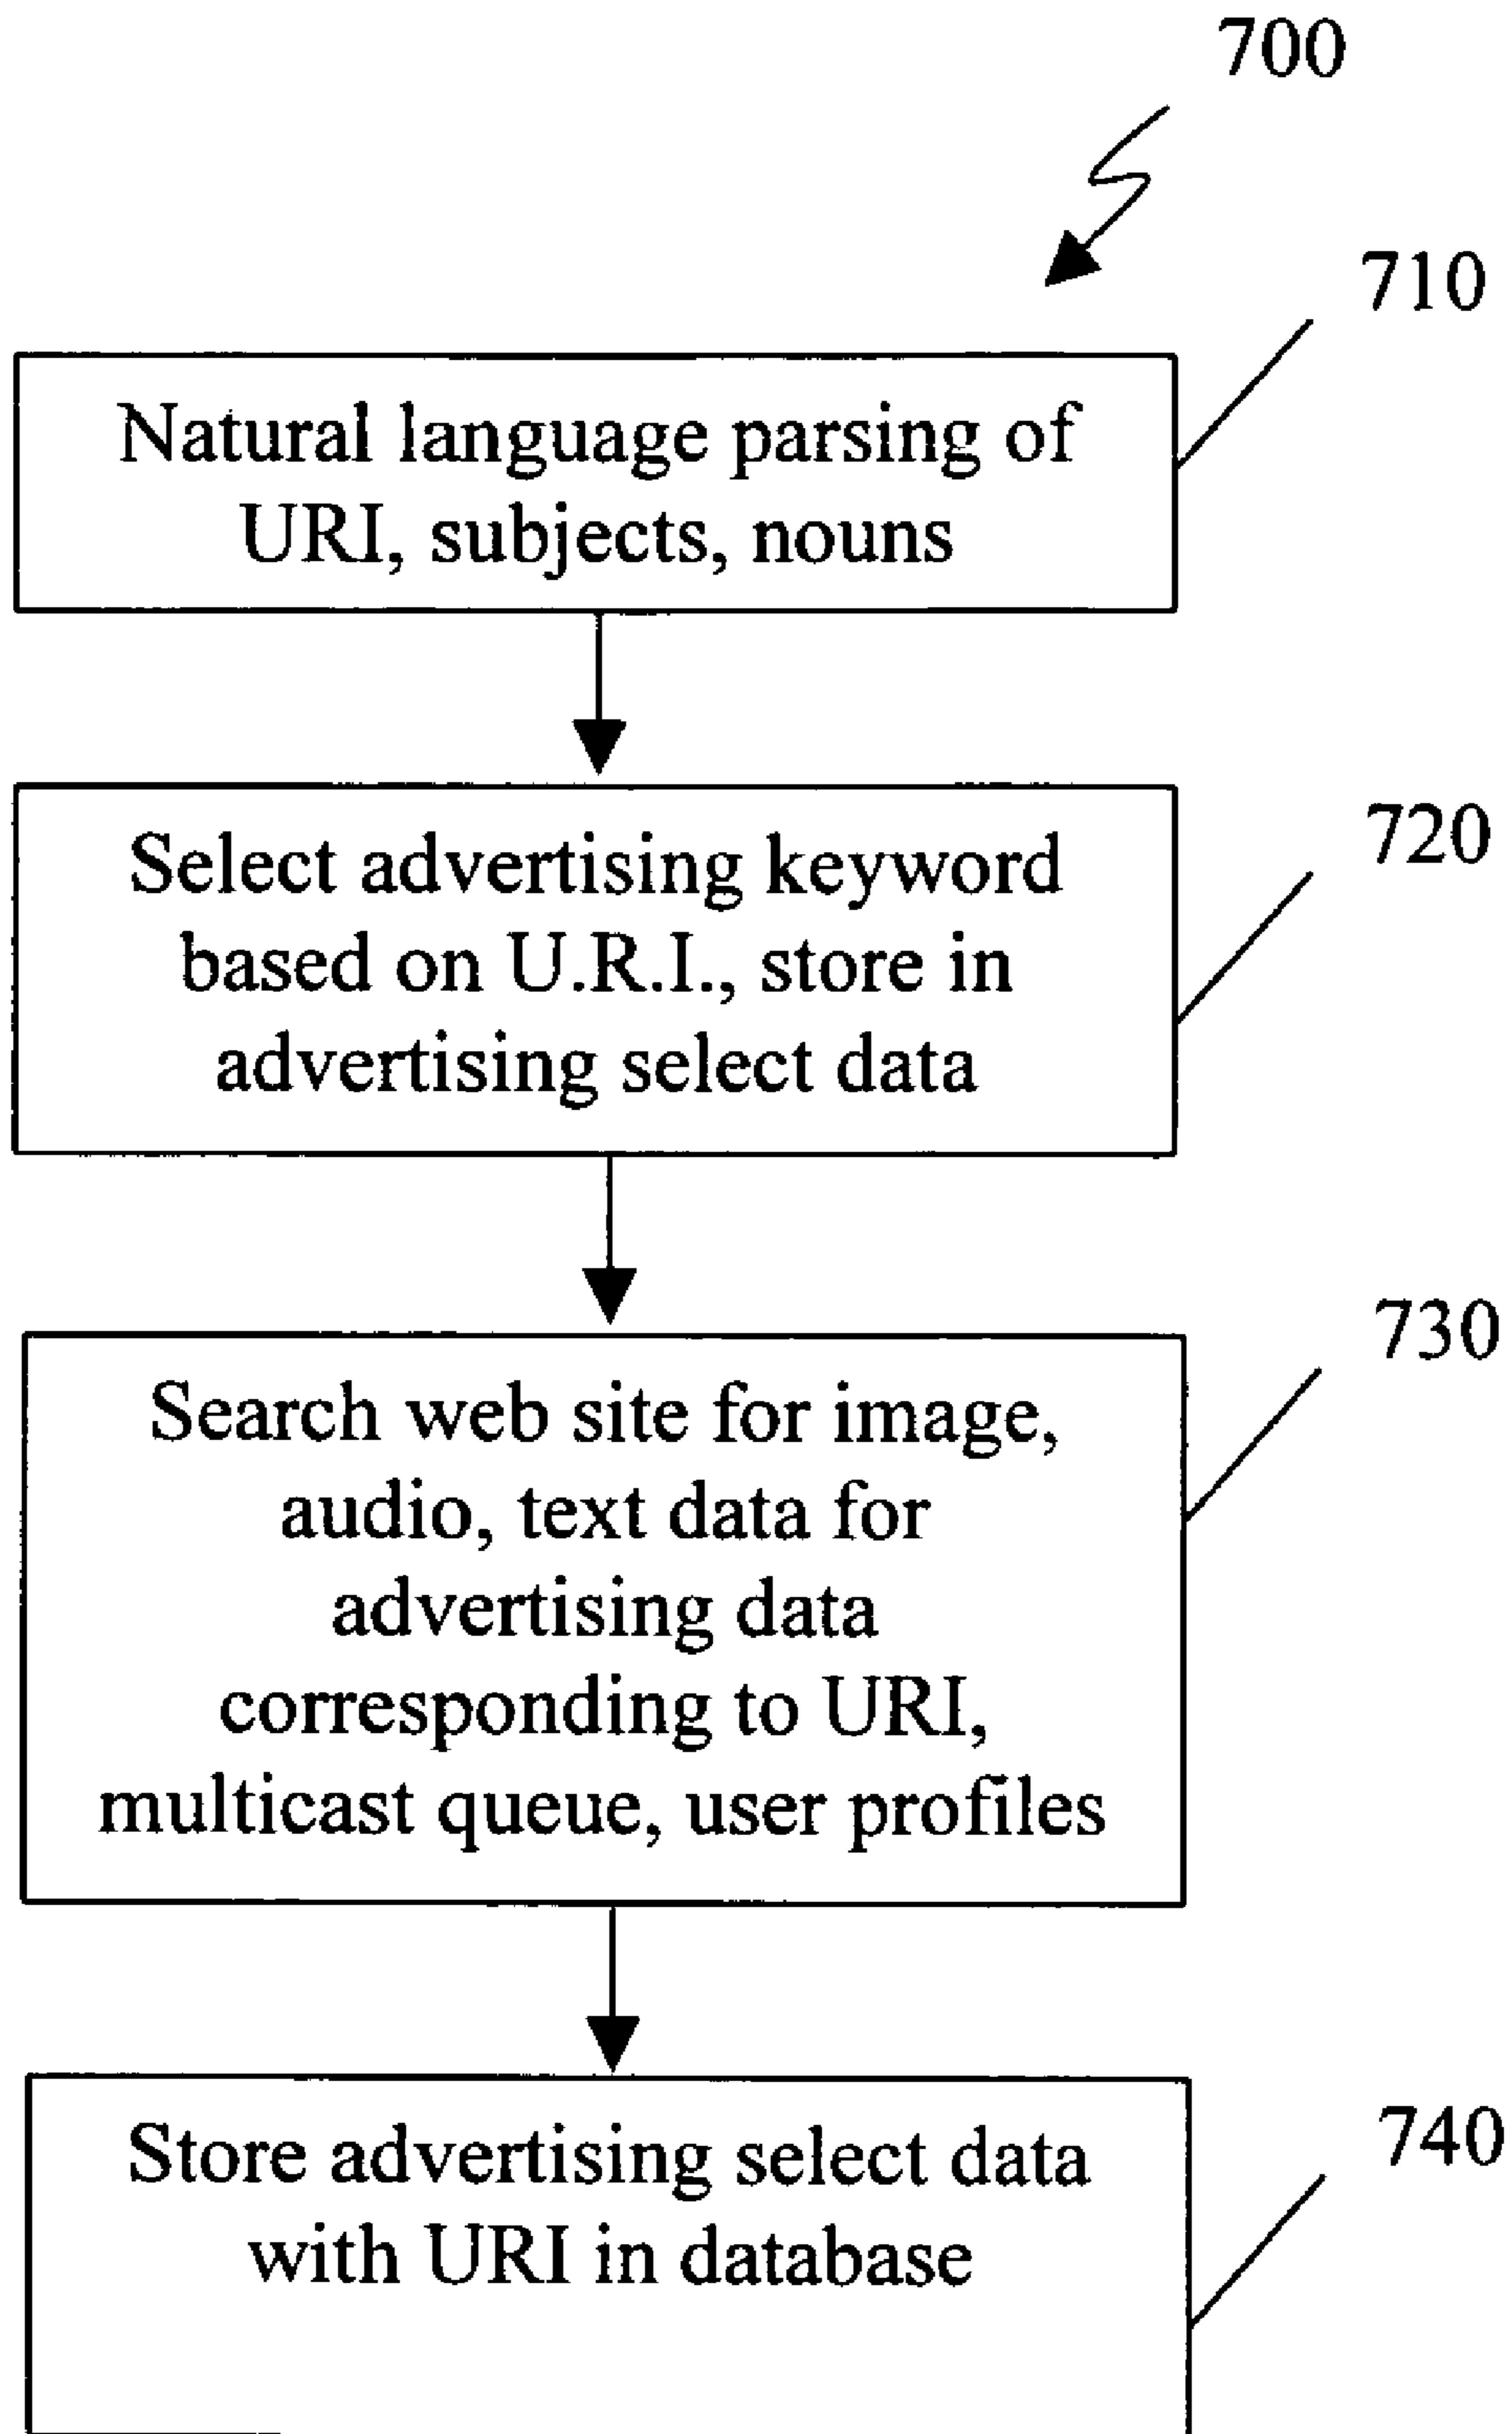 700
710
Natural language parsing of
URI, subjects, nouns
720
Select advertising keyword
based on U.R.I., store in
advertising select data
730
Search web site for image,
audio, text data for
advertising data
corresponding to URI,
multicast queue, user profiles
740
Store advertising select data
with URI in database